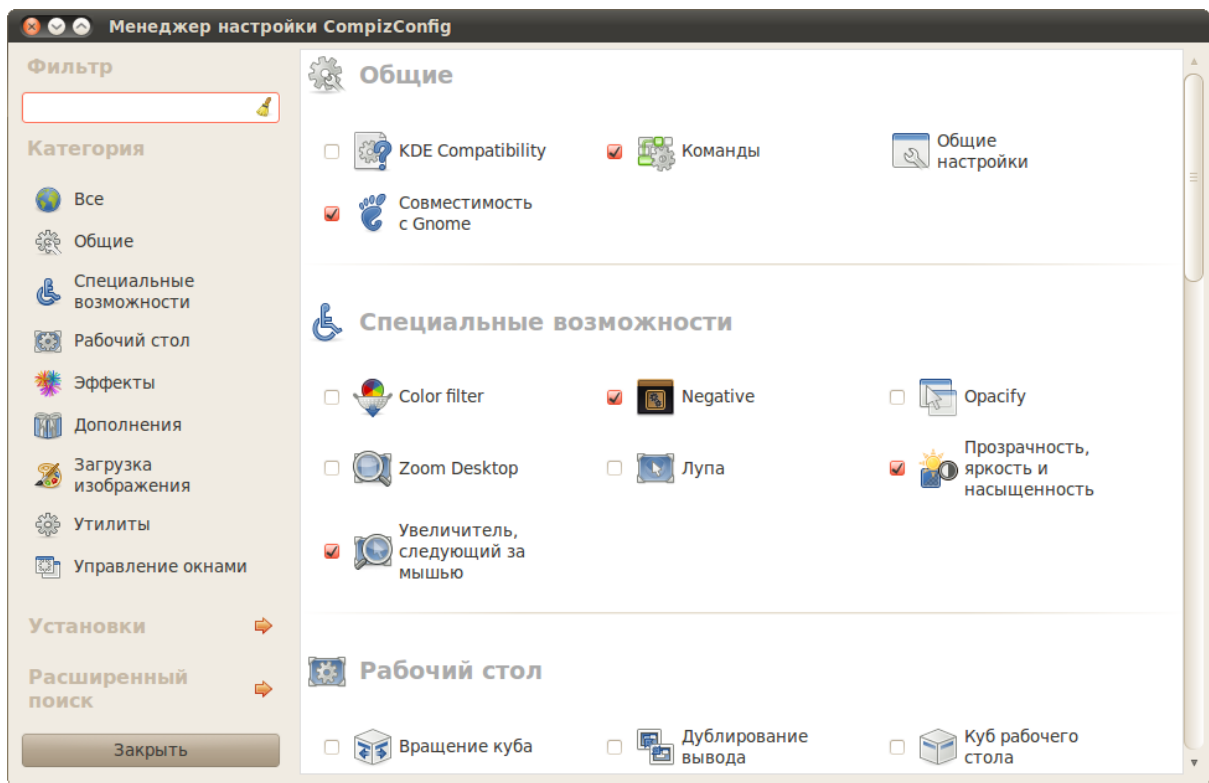 Менеджер настройки CompizConfig
Фильтр
Категория
Все
Общие
Специальные
возможности
Рабочий стол
Эффекты
Дополнения
Загрузка
изображения
Утилиты
Управление окнами
Установки
Расширенный
поиск
Закрыть
Общие
KDE Compatibility
Команды
Общие
настройки
Совместимость
с Gnome
Специальные возможности
Color filter
Negative
Opacify
Zoom Desktop
Лупа
Прозрачность,
яркость и
насыщенность
Увеличитель,
следующий за
мышью
Рабочий стол
Вращение куба
Дублирование
вывода
Куб рабочего
стола